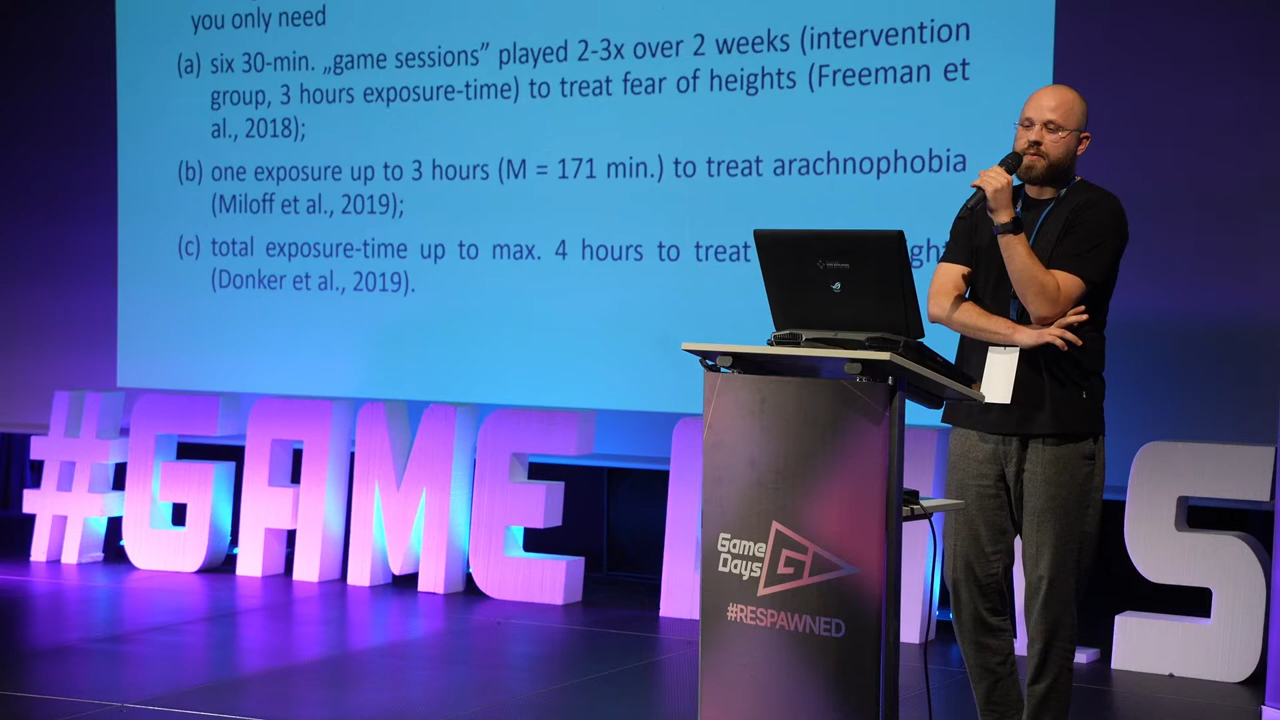 you only need
(a) six 30-min. „game sessions” played 2-3x over 2 weeks (intervention
group, 3 hours exposure-time) to treat fear of heights (Freeman et
al., 2018);
(b) one exposure up to 3 hours (M = 171 min.) to treat arachnophobia
(Miloff et al., 2019);
(c) total exposure-time up to max. 4 hours to treat
(Donker et al., 2019).
#GAME
S
Game
Days
G
#RESPAWNED